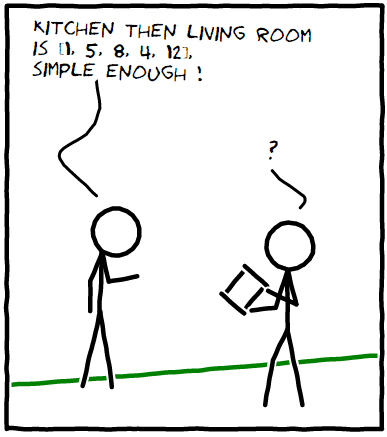 KITCHEN THEN LIVING ROOM
IS [1, 5, 8, 4, 12],
SIMPLE ENOUGH !
?